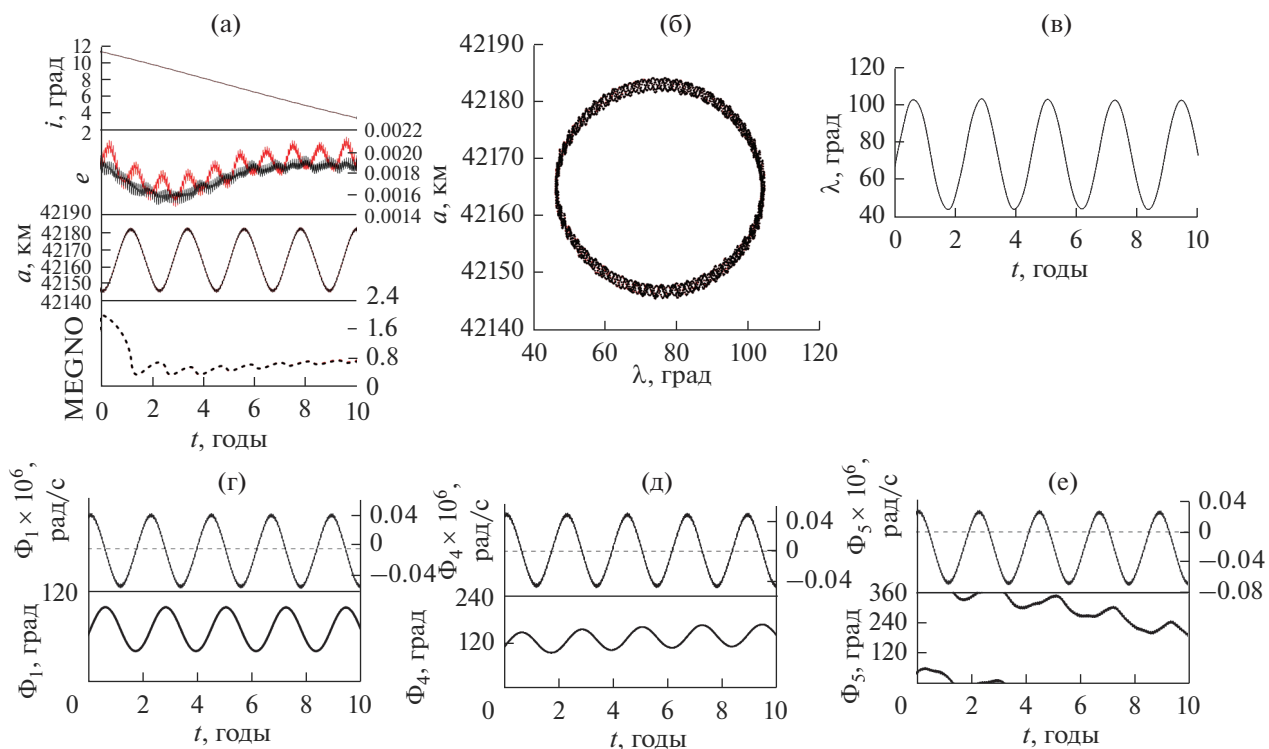 (а)
12
10
8
6
4
2
i, град
0.0022
0.0020
0.0018
0.0016
0.0014
e
42190
42180
42170
42160
42150
42140
a, км
2.4
1.6
0.8
0
MEGNO
0 2 4 6 8 10
t, годы
(б)
42190
42180
42170
42160
42150
42140
a, км
40 60 80 100 120
λ, град
(в)
120
100
80
60
40
λ, град
0 2 4 6 8 10
t, годы
(г)
Φ₁ × 10⁶,
рад/с
0.04
0
−0.04
120
Φ₁, град
0 2 4 6 8 10
t, годы
(д)
Φ₄ × 10⁶,
рад/с
0.04
0
−0.04
240
120
Φ₄, град
0 2 4 6 8 10
t, годы
(е)
Φ₅ × 10⁶,
рад/с
0.04
0
−0.04
−0.08
360
240
120
Φ₅, град
0 2 4 6 8 10
t, годы